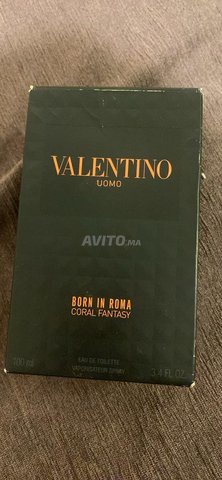 VALENTINO
UOMO
AVITO.MA
BORN IN ROMA
CORAL FANTASY
EAU DE TOILETTE
100 ml VAPORISATEUR SPRAY 3.4 FL. OZ.